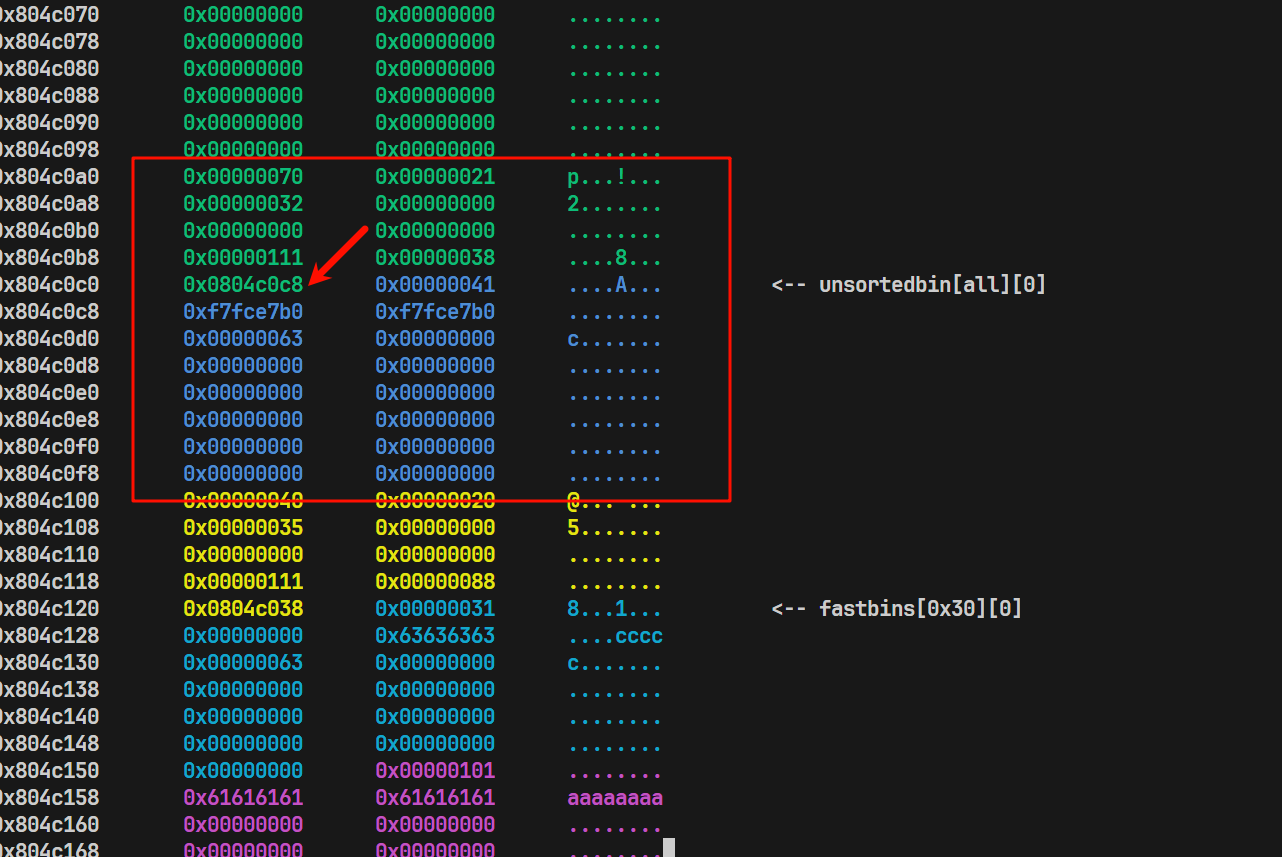 0x804c070 0x00000000 0x00000000 ........
0x804c078 0x00000000 0x00000000 ........
0x804c080 0x00000000 0x00000000 ........
0x804c088 0x00000000 0x00000000 ........
0x804c090 0x00000000 0x00000000 ........
0x804c098 0x00000000 0x00000000 ........
0x804c0a0 0x00000070 0x00000021 p...!...
0x804c0a8 0x00000032 0x00000000 2.......
0x804c0b0 0x00000000 0x00000000 ........
0x804c0b8 0x00000111 0x00000038 ....8...
0x804c0c0 0x0804c0c8 0x00000041 ....A... <-- unsortedbin[all][0]
0x804c0c8 0xf7fce7b0 0xf7fce7b0 ........
0x804c0d0 0x00000063 0x00000000 c.......
0x804c0d8 0x00000000 0x00000000 ........
0x804c0e0 0x00000000 0x00000000 ........
0x804c0e8 0x00000000 0x00000000 ........
0x804c0f0 0x00000000 0x00000000 ........
0x804c0f8 0x00000000 0x00000000 ........
0x804c100 0x00000040 0x00000020 @... ...
0x804c108 0x00000035 0x00000000 5.......
0x804c110 0x00000000 0x00000000 ........
0x804c118 0x00000111 0x00000088 ........
0x804c120 0x0804c038 0x00000031 8...1... <-- fastbins[0x30][0]
0x804c128 0x00000000 0x63636363 ....cccc
0x804c130 0x00000063 0x00000000 c.......
0x804c138 0x00000000 0x00000000 ........
0x804c140 0x00000000 0x00000000 ........
0x804c148 0x00000000 0x00000000 ........
0x804c150 0x00000000 0x00000101 ........
0x804c158 0x61616161 0x61616161 aaaaaaaa
0x804c160 0x00000000 0x00000000 ........
0x804c168 0x00000000 0x00000000 ........